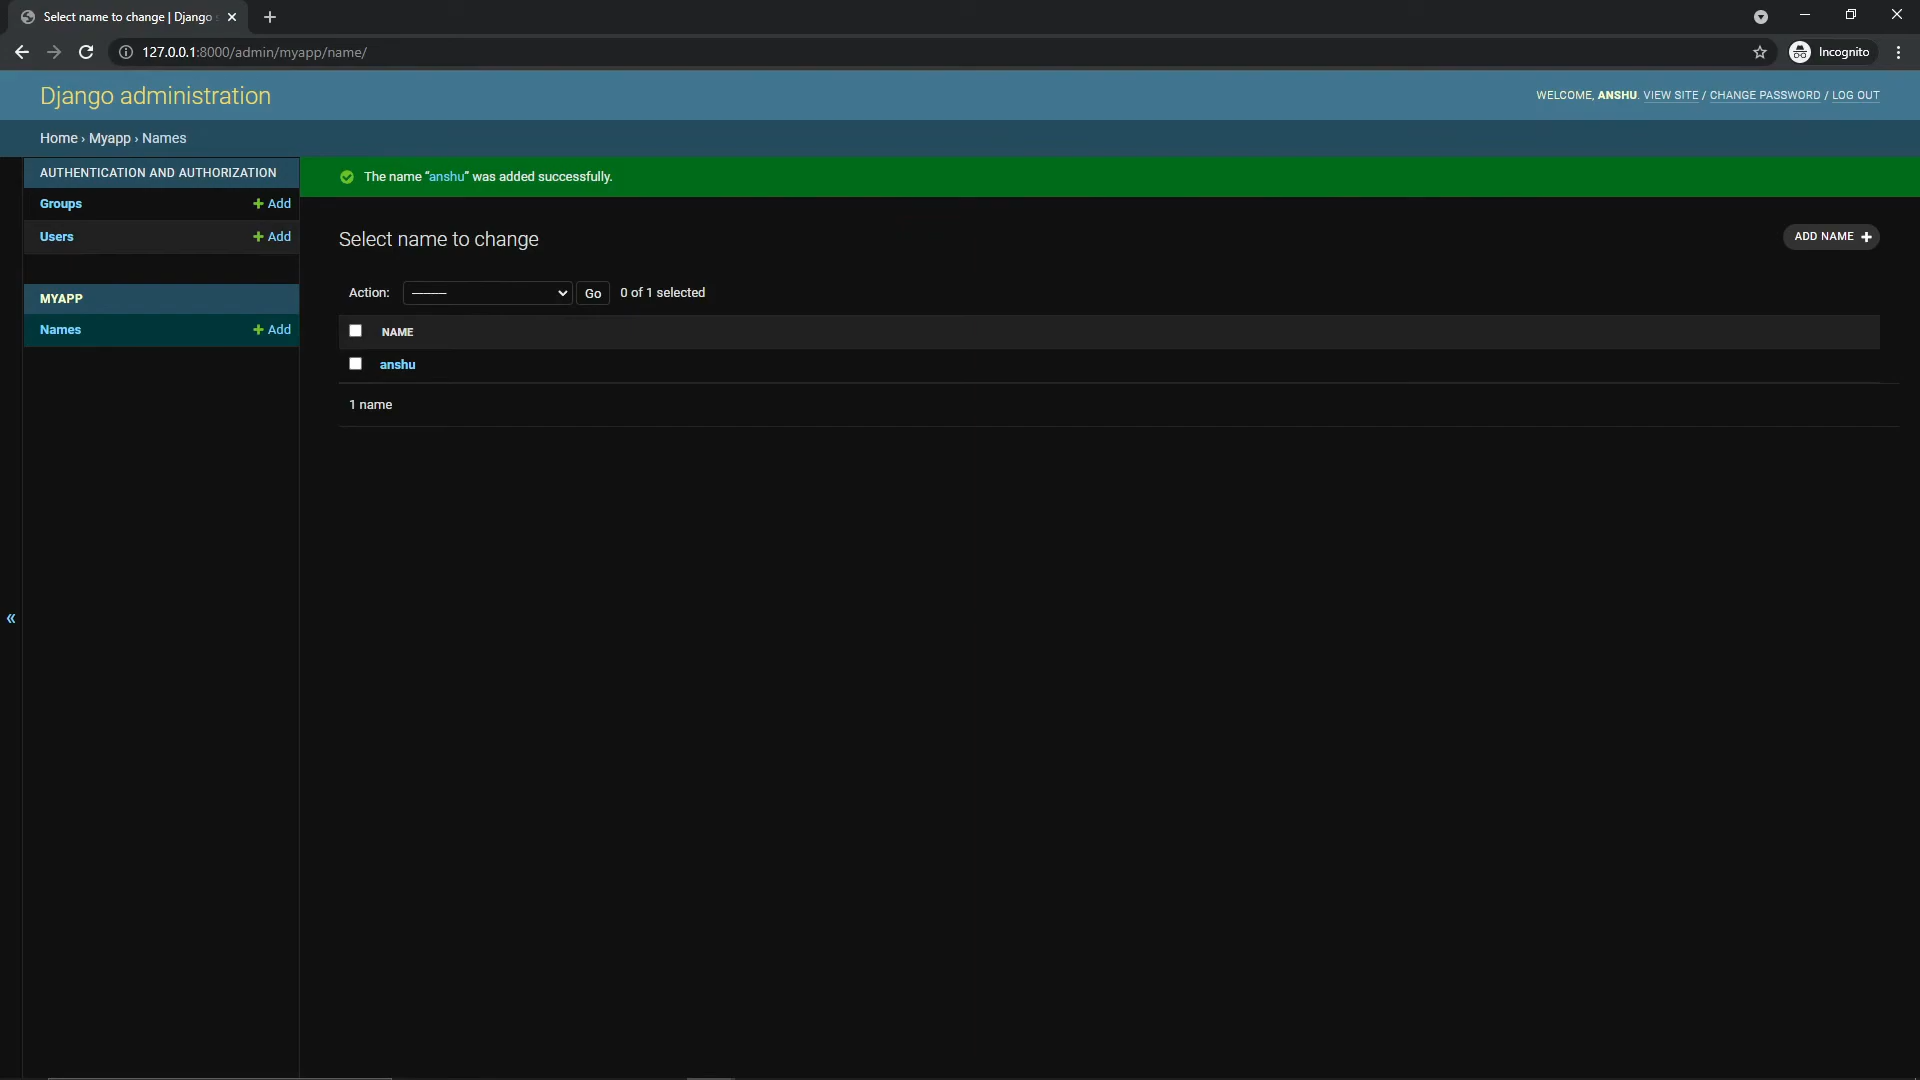 Select name to change | Django s
127.0.0.1:8000/admin/myapp/name/
Incognito
Django administration
WELCOME, ANSHU. VIEW SITE / CHANGE PASSWORD / LOG OUT
Home › Myapp › Names
AUTHENTICATION AND AUTHORIZATION
Groups + Add
Users + Add
MYAPP
Names + Add
«
The name “anshu” was added successfully.
Select name to change
ADD NAME +
Action: ——— Go 0 of 1 selected
NAME
anshu
1 name